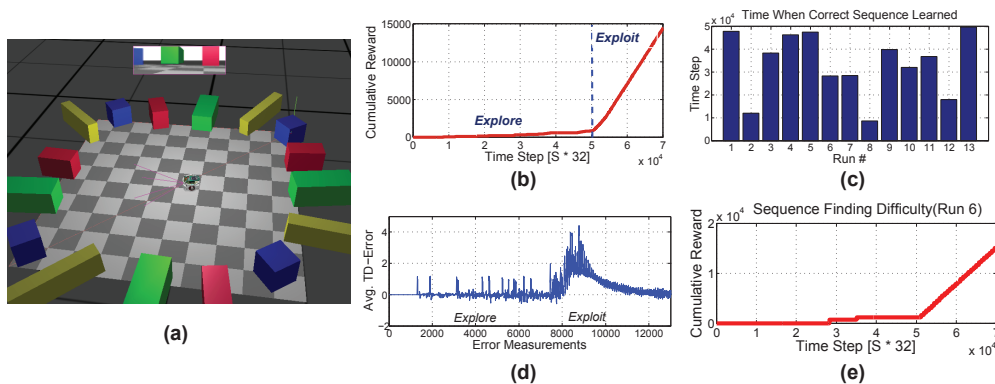 (a)
15000
10000
5000
0
Cumulative Reward
Explore
Exploit
0 1 2 3 4 5 6 7
Time Step [S * 32]
x 10^4
(b)
x 10^4
Time When Correct Sequence Learned
5
4
3
2
1
0
Time Step
1 2 3 4 5 6 7 8 9 10 11 12 13
Run #
(c)
4
2
0
−2
Avg. TD−Error
2000 4000 6000 8000 10000 12000
Explore
Exploit
Error Measurements
(d)
x 10^4
Sequence Finding Difficulty(Run 6)
2
1
0
Cumulative Reward
0 1 2 3 4 5 6 7
Time Step [S * 32]
x 10^4
(e)